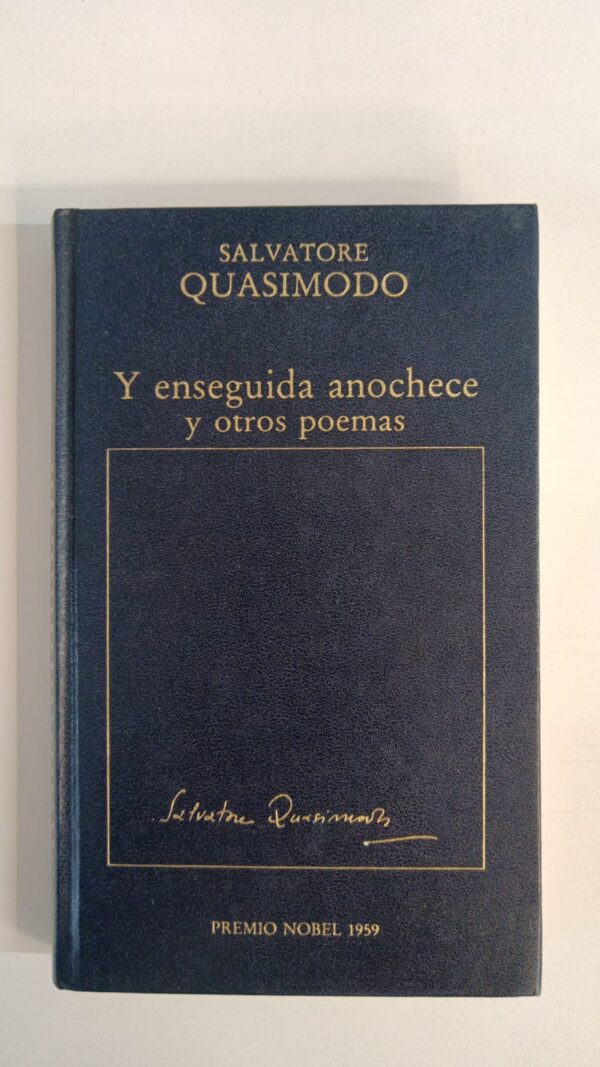 SALVATORE
QUASIMODO
Y enseguida anochece
y otros poemas
Salvatore Quasimodo
PREMIO NOBEL 1959